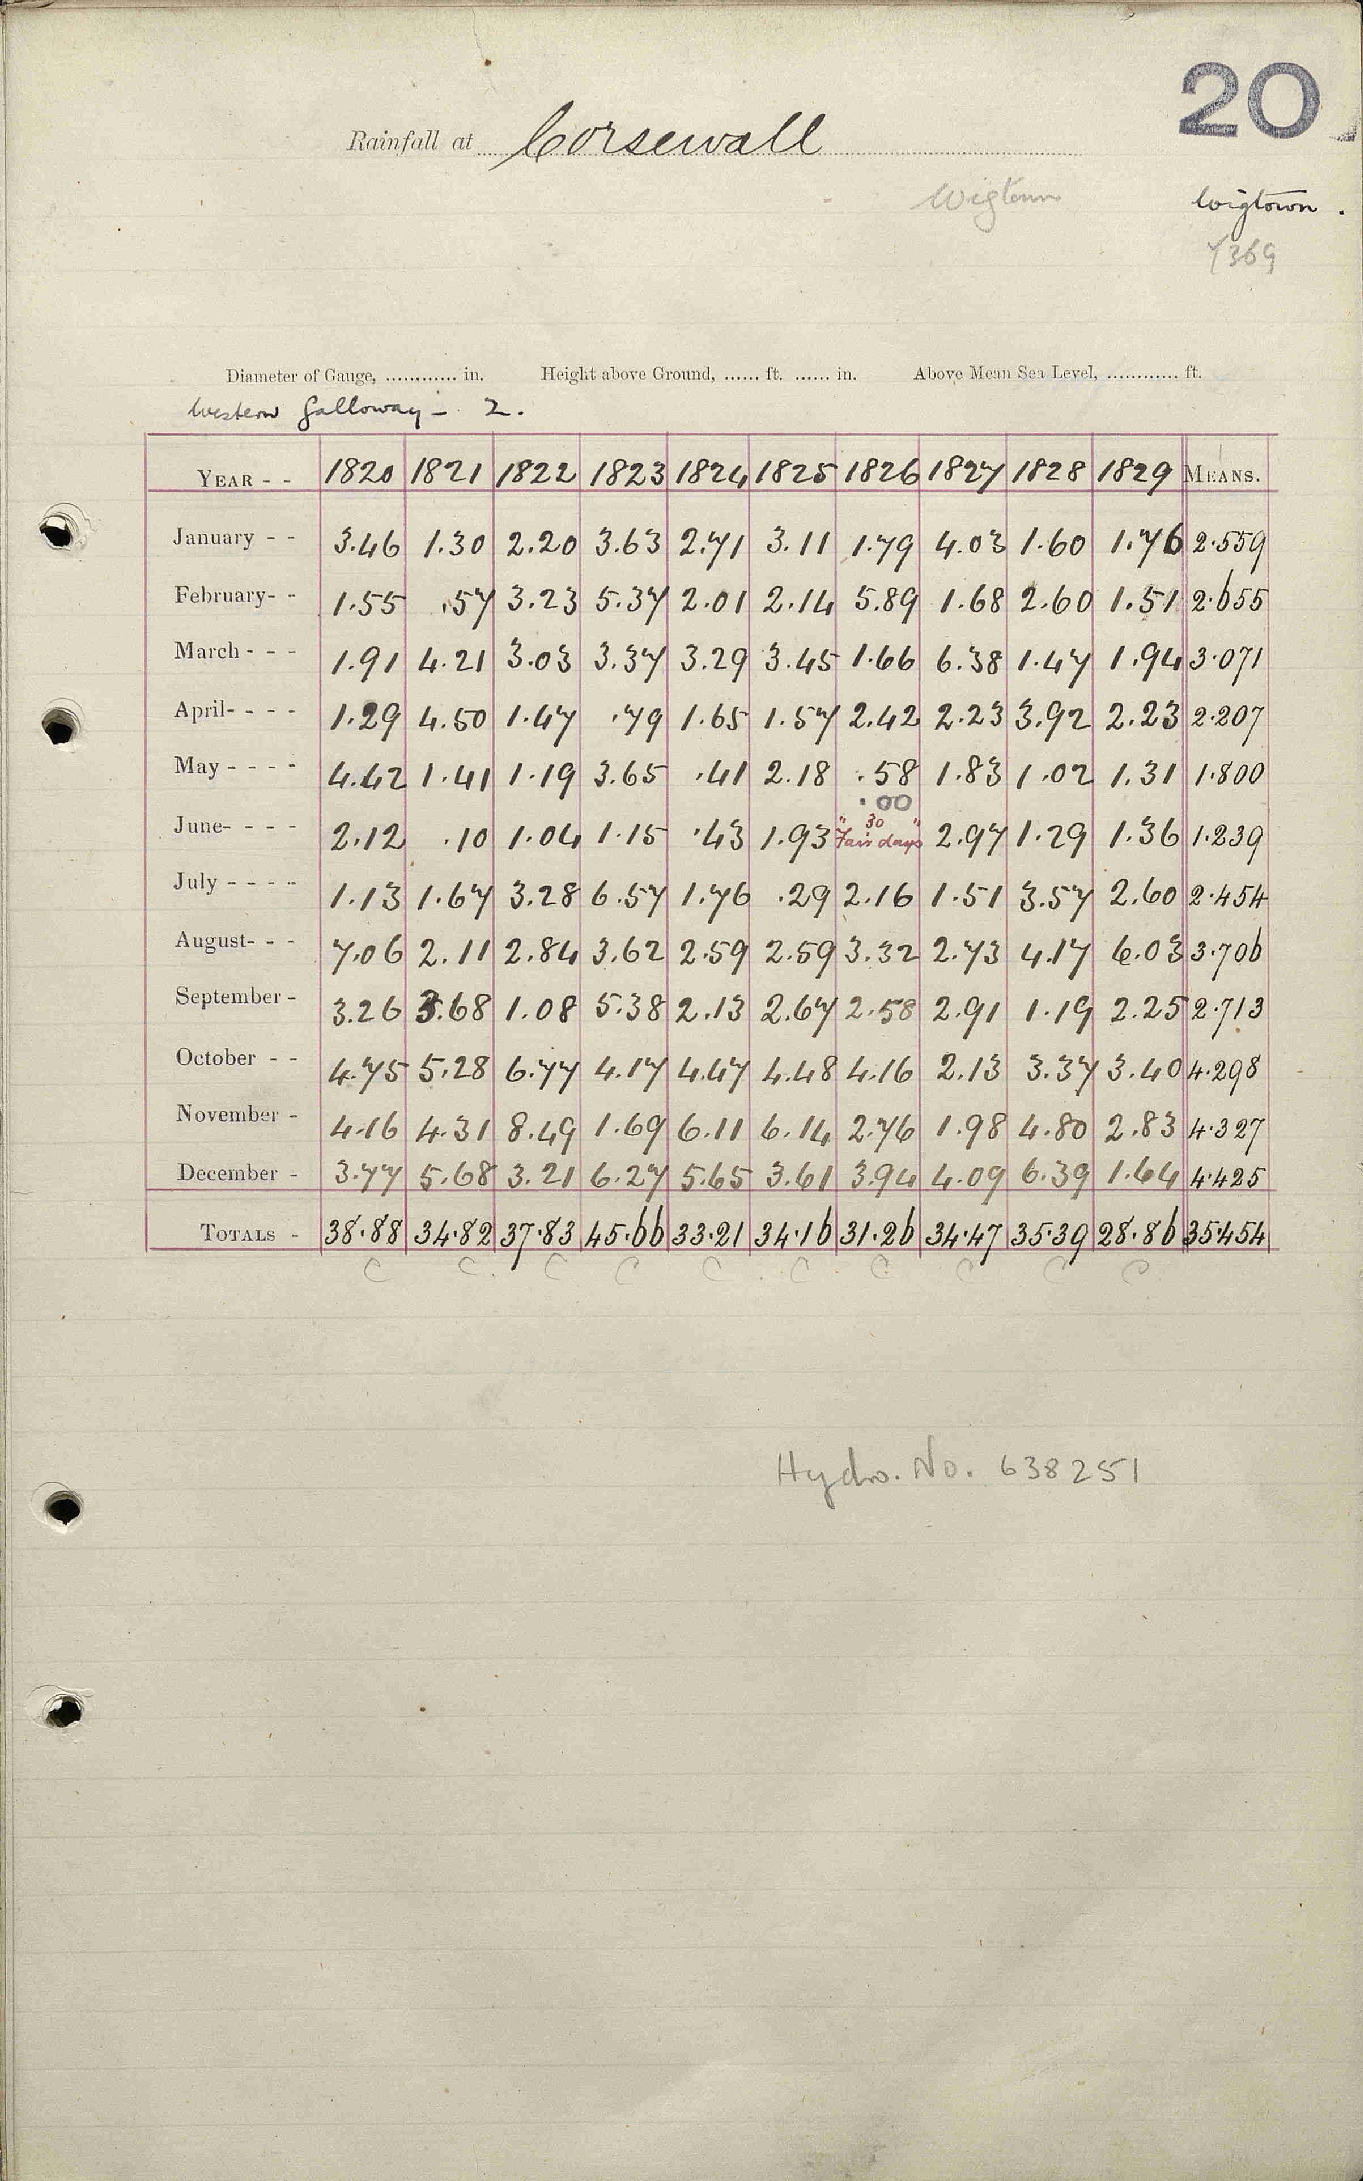 20
Rainfall at Corsewall
Wigtown Wigtown.
7369
Diameter of Gauge, ............ in. Height above Ground, ...... ft. ...... in. Above Mean Sea Level, ............ ft.
Western Galloway - 2.
YEAR - - 1820 1821 1822 1823 1824 1825 1826 1827 1828 1829 MEANS.
January - - 3.46 1.30 2.20 3.63 2.71 3.11 1.79 4.03 1.60 1.76 2.559
February- - 1.55 .57 3.23 5.37 2.01 2.14 5.89 1.68 2.60 1.51 2.655
March - - - 1.91 4.21 3.03 3.37 3.29 3.45 1.66 6.38 1.47 1.94 3.071
April- - - - 1.29 4.50 1.47 .79 1.65 1.57 2.42 2.23 3.92 2.23 2.207
May - - - - 4.42 1.41 1.19 3.65 .41 2.18 .58 1.83 1.02 1.31 1.800
.00
June- - - - 2.12 .10 1.04 1.15 .43 1.93 "30 Fair days" 2.97 1.29 1.36 1.239
July - - - - 1.13 1.67 3.28 6.57 1.76 .29 2.16 1.51 3.57 2.60 2.454
August- - - 7.06 2.11 2.84 3.62 2.59 2.59 3.32 2.73 4.17 6.03 3.706
September - 3.26 3.68 1.08 5.38 2.13 2.67 2.58 2.91 1.19 2.25 2.713
October - - 4.75 5.28 6.77 4.17 4.47 4.48 4.16 2.13 3.37 3.40 4.298
November - 4.16 4.31 8.49 1.69 6.11 6.14 2.76 1.98 4.80 2.83 4.327
December - 3.77 5.68 3.21 6.27 5.65 3.61 3.94 4.09 6.39 1.64 4.425
TOTALS - 38.88 34.82 37.83 45.66 33.21 34.16 31.26 34.47 35.39 28.86 35.454
C C C C C C C C C C
Hydro. No. 638251